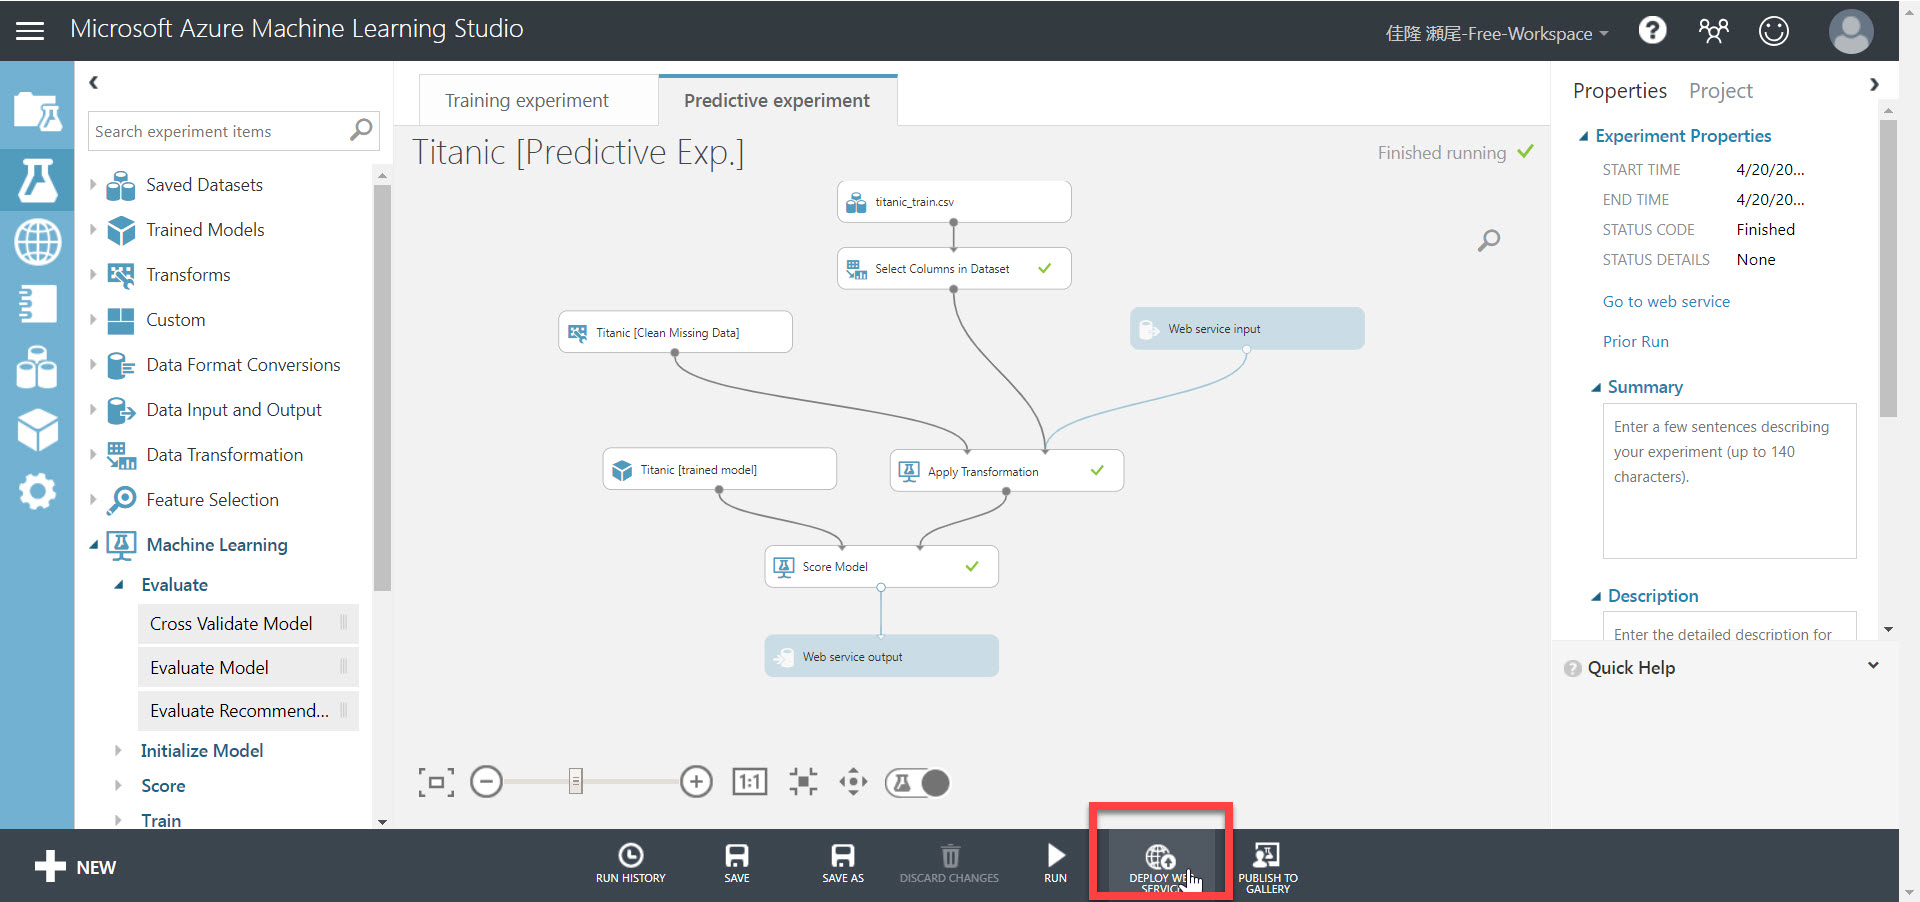 Microsoft Azure Machine Learning Studio
佳隆 瀬尾-Free-Workspace
?
Search experiment items
Saved Datasets
Trained Models
Transforms
Custom
Data Format Conversions
Data Input and Output
Data Transformation
Feature Selection
Machine Learning
Evaluate
Cross Validate Model
Evaluate Model
Evaluate Recommend...
Initialize Model
Score
Train
Training experiment
Predictive experiment
Titanic [Predictive Exp.]
Finished running
titanic_train.csv
Select Columns in Dataset
Titanic [Clean Missing Data]
Web service input
Titanic [trained model]
Apply Transformation
Score Model
Web service output
1:1
Properties
Project
Experiment Properties
START TIME 4/20/20...
END TIME 4/20/20...
STATUS CODE Finished
STATUS DETAILS None
Go to web service
Prior Run
Summary
Enter a few sentences describing
your experiment (up to 140
characters).
Description
Enter the detailed description for
? Quick Help
NEW
RUN HISTORY
SAVE
SAVE AS
DISCARD CHANGES
RUN
DEPLOY WEB
SERVICE
PUBLISH TO
GALLERY